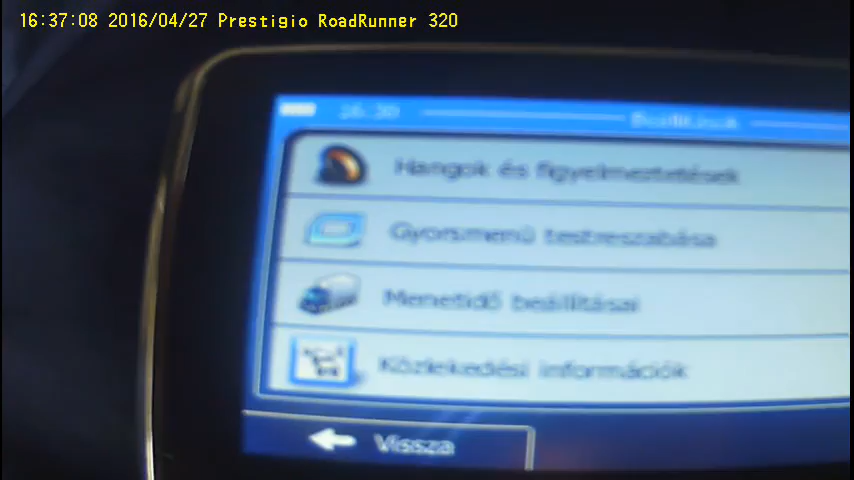 16:37:08 2016/04/27 Prestigio RoadRunner 320
Beállítások
Hangok és figyelmeztetések
Gyorsmenü testreszabása
Menetidő beállításai
Közlekedési információk
Vissza